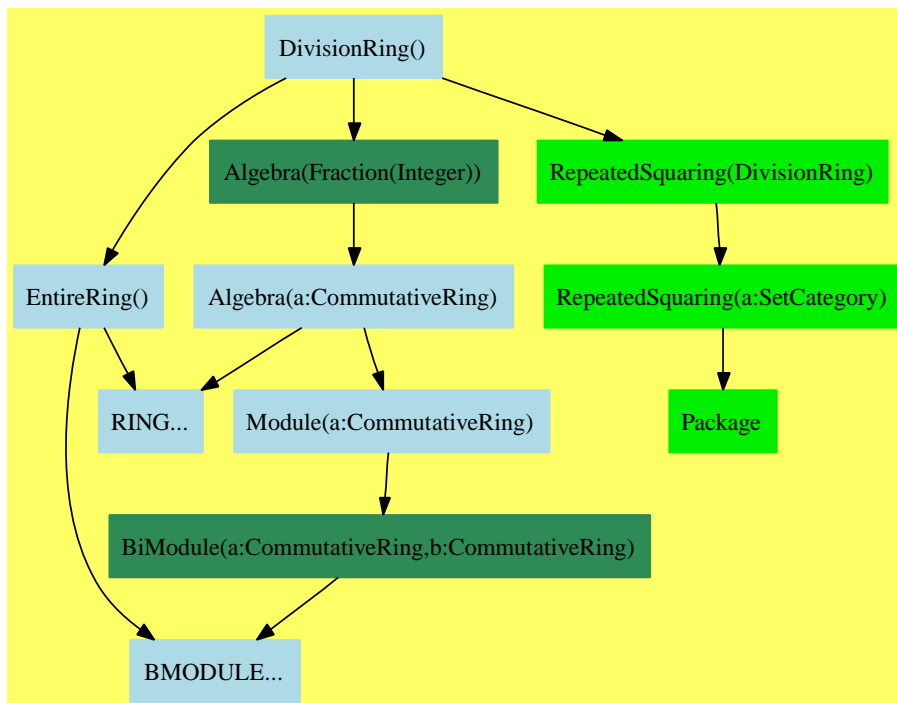 DivisionRing()
Algebra(Fraction(Integer))
RepeatedSquaring(DivisionRing)
EntireRing()
Algebra(a:CommutativeRing)
RepeatedSquaring(a:SetCategory)
RING...
Module(a:CommutativeRing)
Package
BiModule(a:CommutativeRing,b:CommutativeRing)
BMODULE...